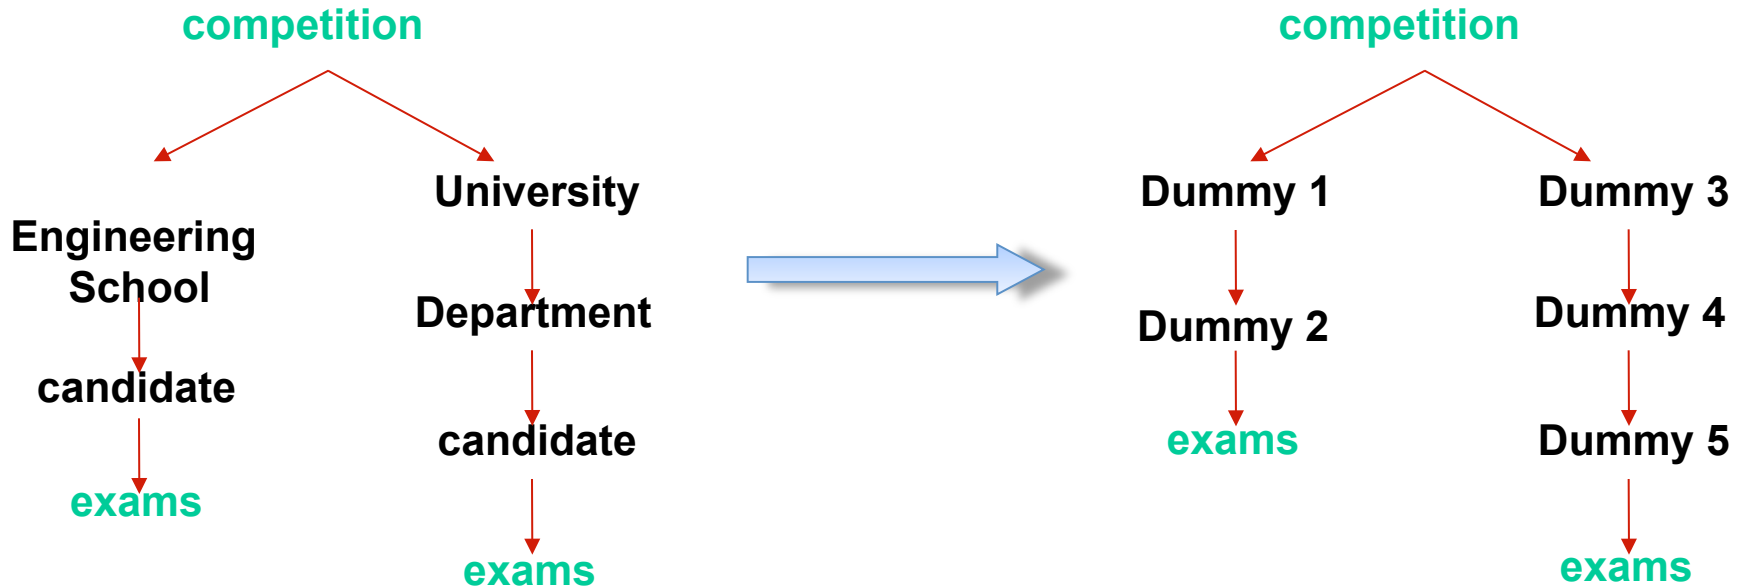 competition
Engineering
School
candidate
exams
University
Department
candidate
exams
competition
Dummy 1
Dummy 2
exams
Dummy 3
Dummy 4
Dummy 5
exams